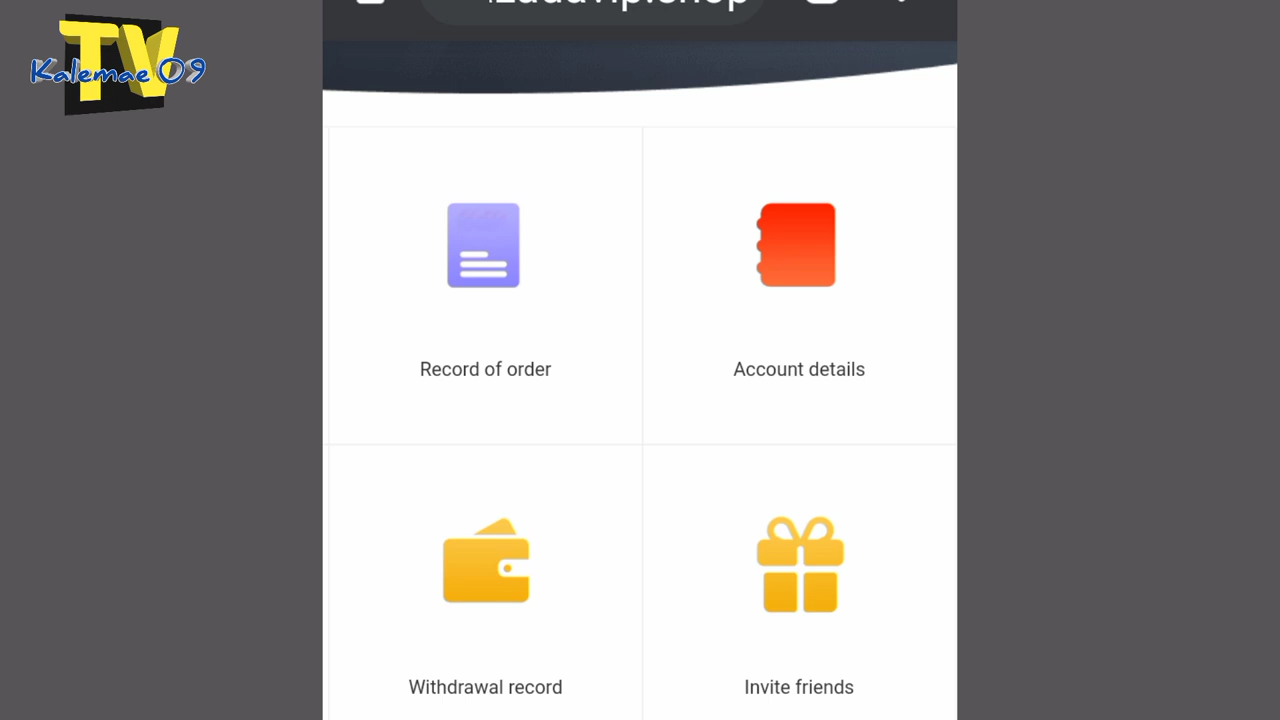 TV
Kalemae 09
Record of order
Account details
Withdrawal record
Invite friends